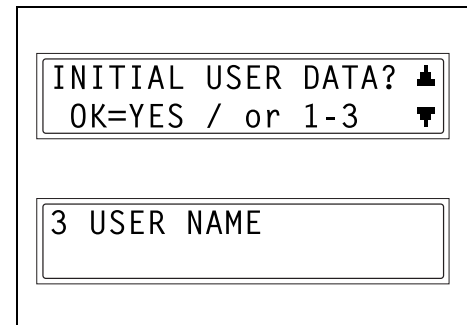 INITIAL USER DATA? ▲
OK=YES / or 1-3 ▼
3 USER NAME